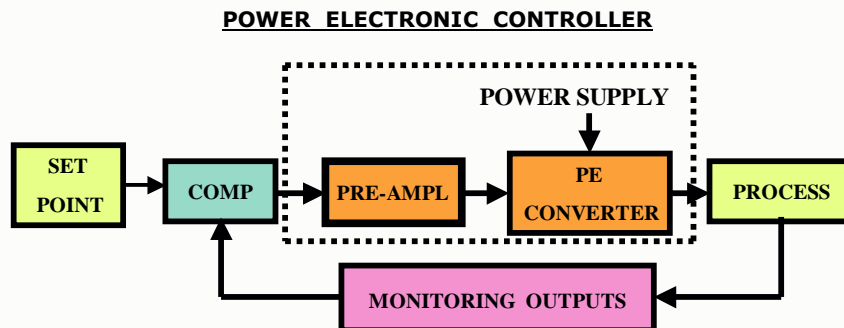 POWER ELECTRONIC CONTROLLER
POWER SUPPLY
SET
POINT
COMP
PRE-AMPL
PE
CONVERTER
PROCESS
MONITORING OUTPUTS